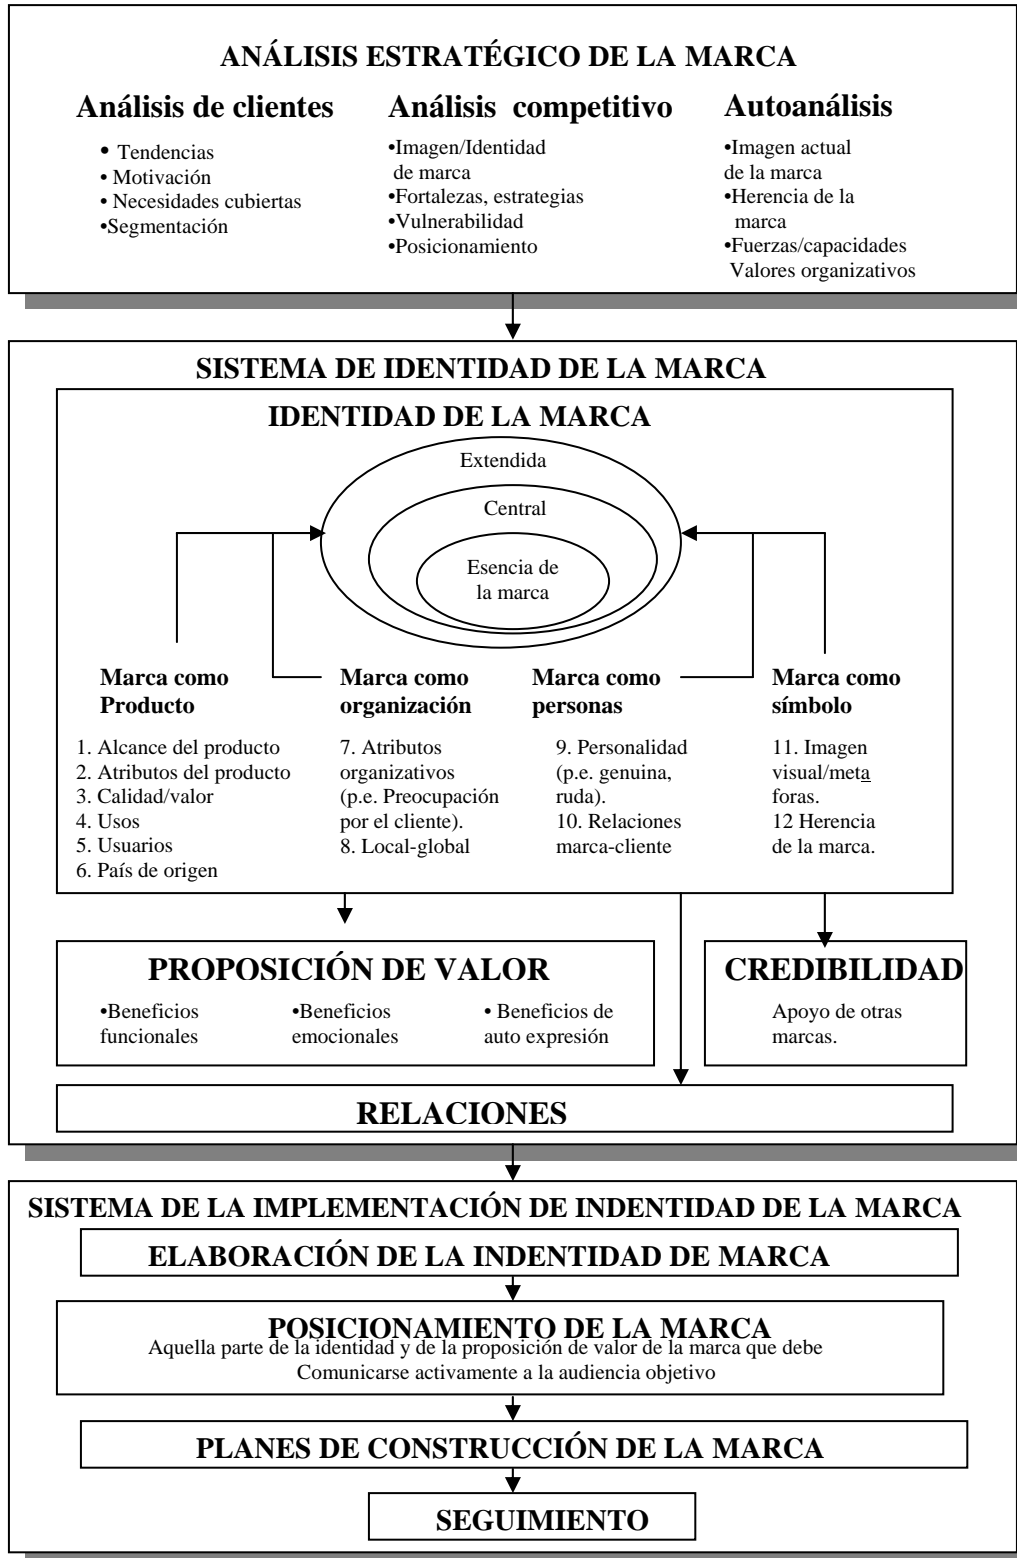 ANÁLISIS ESTRATÉGICO DE LA MARCA
Análisis de clientes
• Tendencias
• Motivación
• Necesidades cubiertas
•Segmentación
Análisis competitivo
•Imagen/Identidad
de marca
•Fortalezas, estrategias
•Vulnerabilidad
•Posicionamiento
Autoanálisis
•Imagen actual
de la marca
•Herencia de la
marca
•Fuerzas/capacidades
Valores organizativos
SISTEMA DE IDENTIDAD DE LA MARCA
IDENTIDAD DE LA MARCA
Extendida
Central
Esencia de
la marca
Marca como
Producto
1. Alcance del producto
2. Atributos del producto
3. Calidad/valor
4. Usos
5. Usuarios
6. País de origen
Marca como
organización
7. Atributos
organizativos
(p.e. Preocupación
por el cliente).
8. Local-global
Marca como
personas
9. Personalidad
(p.e. genuina,
ruda).
10. Relaciones
marca-cliente
Marca como
símbolo
11. Imagen
visual/meta
foras.
12 Herencia
de la marca.
PROPOSICIÓN DE VALOR
•Beneficios
funcionales
•Beneficios
emocionales
• Beneficios de
auto expresión
CREDIBILIDAD
Apoyo de otras
marcas.
RELACIONES
SISTEMA DE LA IMPLEMENTACIÓN DE INDENTIDAD DE LA MARCA
ELABORACIÓN DE LA INDENTIDAD DE MARCA
POSICIONAMIENTO DE LA MARCA
Aquella parte de la identidad y de la proposición de valor de la marca que debe
Comunicarse activamente a la audiencia objetivo
PLANES DE CONSTRUCCIÓN DE LA MARCA
SEGUIMIENTO